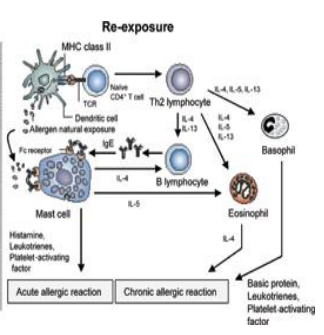 Re-exposure
MHC class II
TCR
Naïve
CD4⁺ T cell
Th2 lymphocyte
IL-4, IL-5, IL-13
Dendritic cell
Allergen natural exposure
IL-4
IL-13
IL-4
IL-5
IL-13
Basophil
Fc receptor
IgE
IL-4
B lymphocyte
IL-5
Mast cell
Eosinophil
Histamine,
Leukotrienes,
Platelet-activating
factor
IL-4
Acute allergic reaction
Chronic allergic reaction
Basic protein,
Leukotrienes,
Platelet-activating
factor